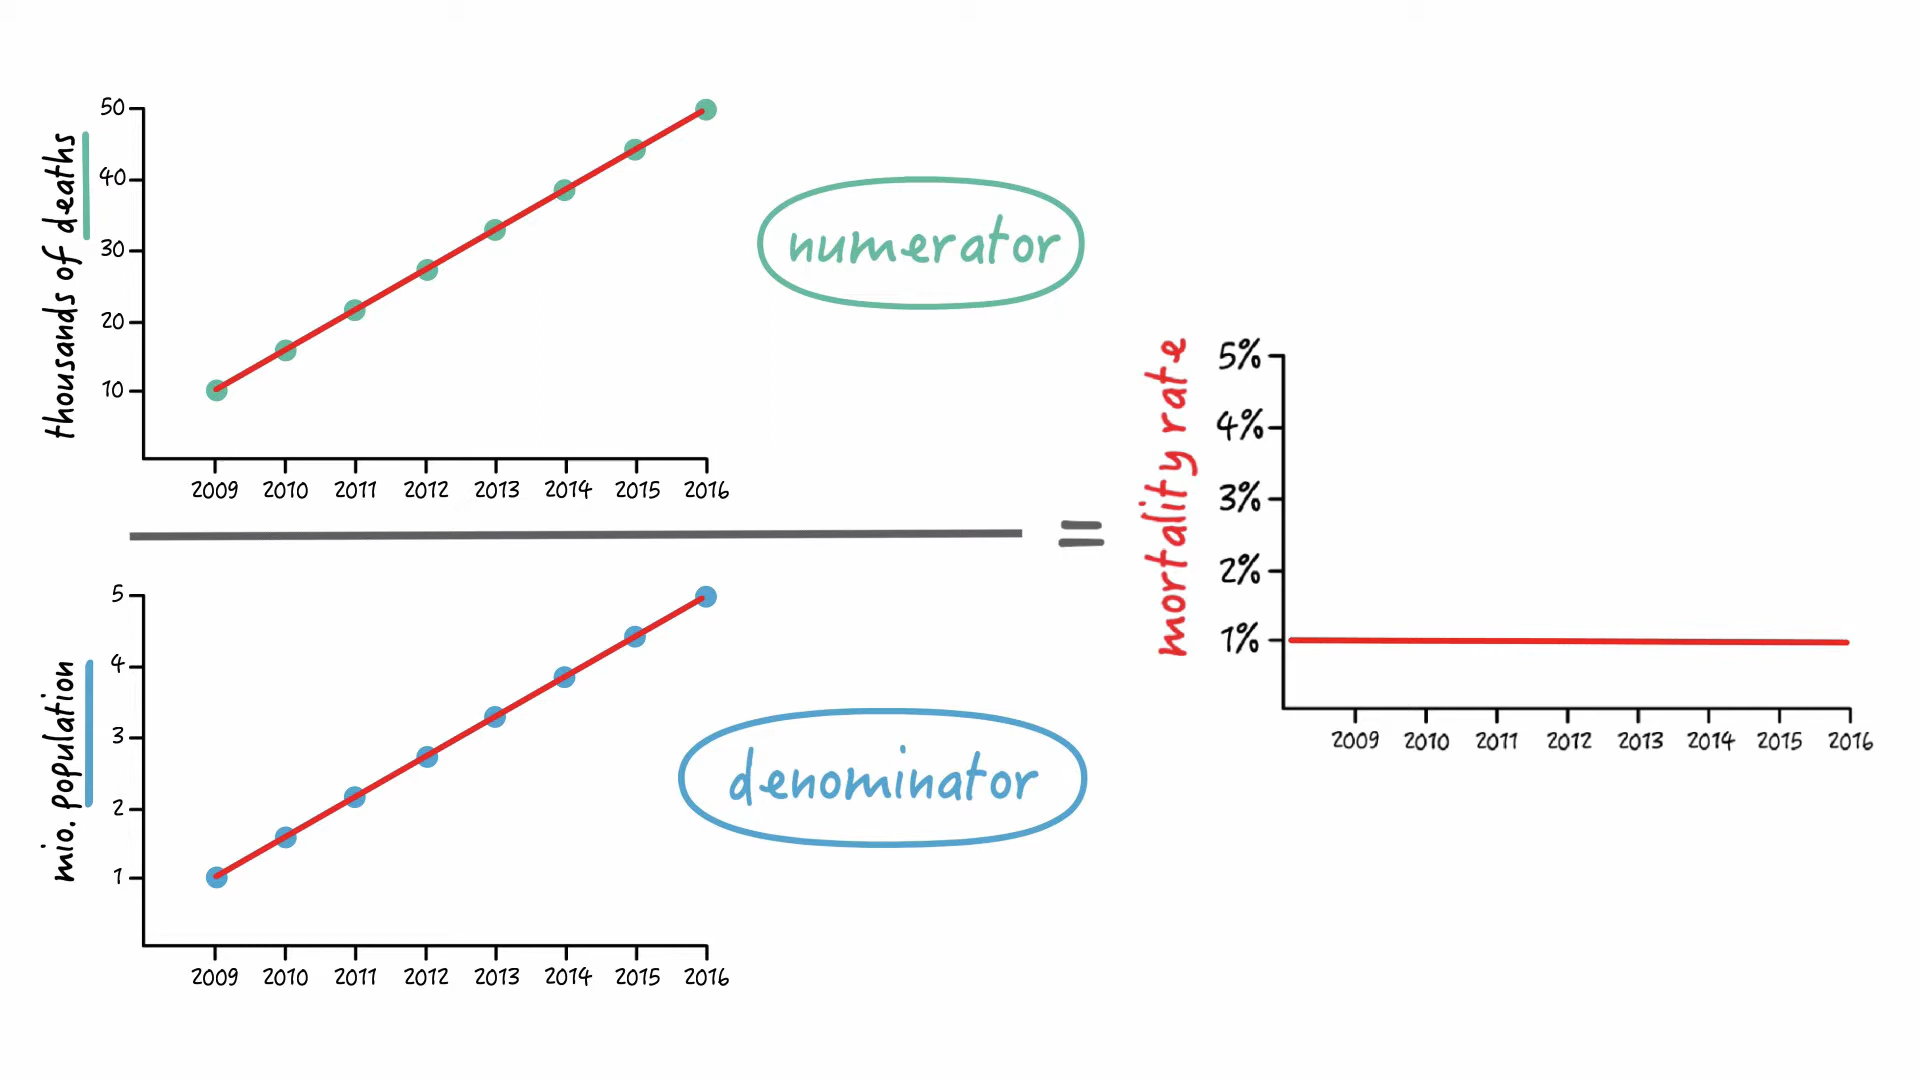 thousands of deaths
50
40
30
20
10
2009 2010 2011 2012 2013 2014 2015 2016
numerator
mio. population
5
4
3
2
1
2009 2010 2011 2012 2013 2014 2015 2016
denominator
=
mortality rate
5%
4%
3%
2%
1%
2009 2010 2011 2012 2013 2014 2015 2016